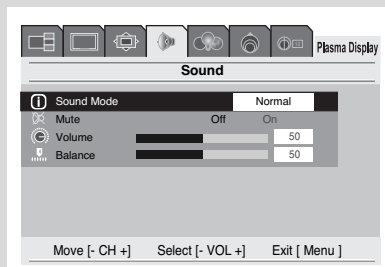 Plasma Display
Sound
Sound Mode Normal
Mute Off On
Volume 50
Balance 50
Move [- CH +] Select [- VOL +] Exit [ Menu ]